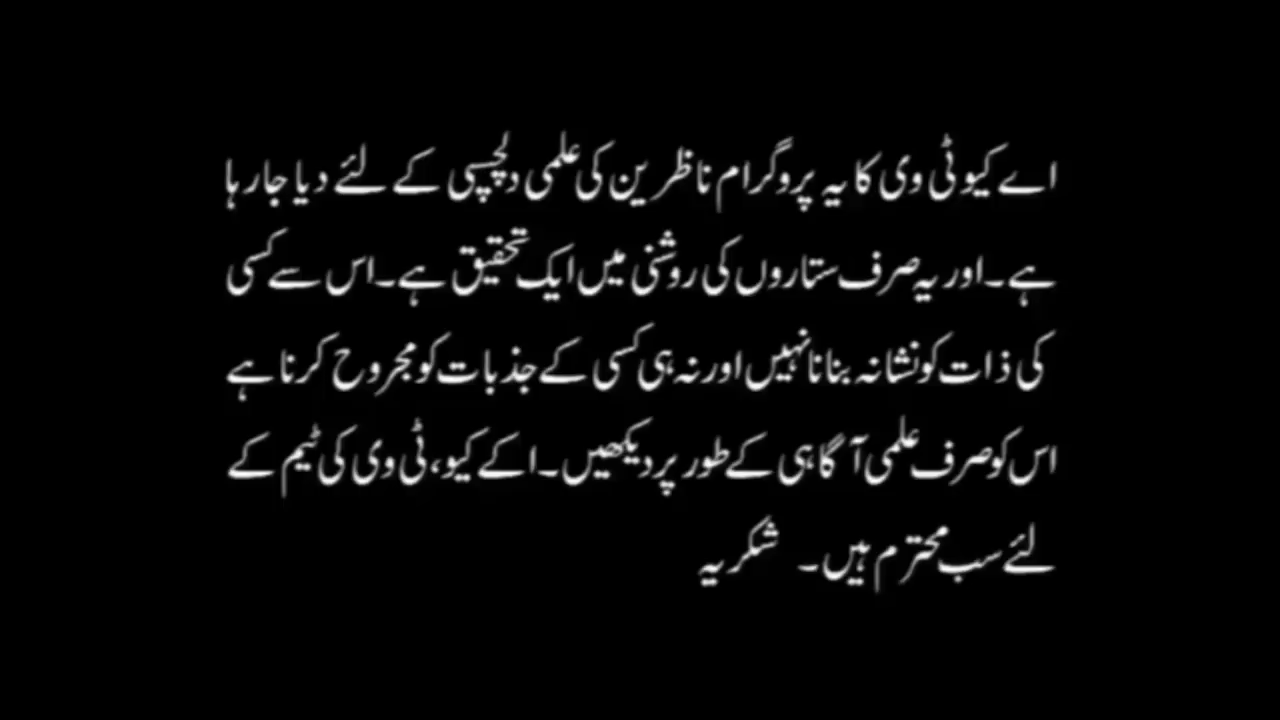 اے کیو ٹی وی کا یہ پروگرام ناظرین کی علمی دلچسپی کے لئے دیا جارہا
ہے۔اور یہ صرف ستاروں کی روشنی میں ایک تحقیق ہے۔اس سے کسی
کی ذات کو نشانہ بنانا نہیں اور نہ ہی کسی کے جذبات کو مجروح کرنا ہے
اس کو صرف علمی آگاہی کے طور پر دیکھیں۔اکے کیو،ٹی وی کی ٹیم کے
لئے سب محترم ہیں۔ شکریہ